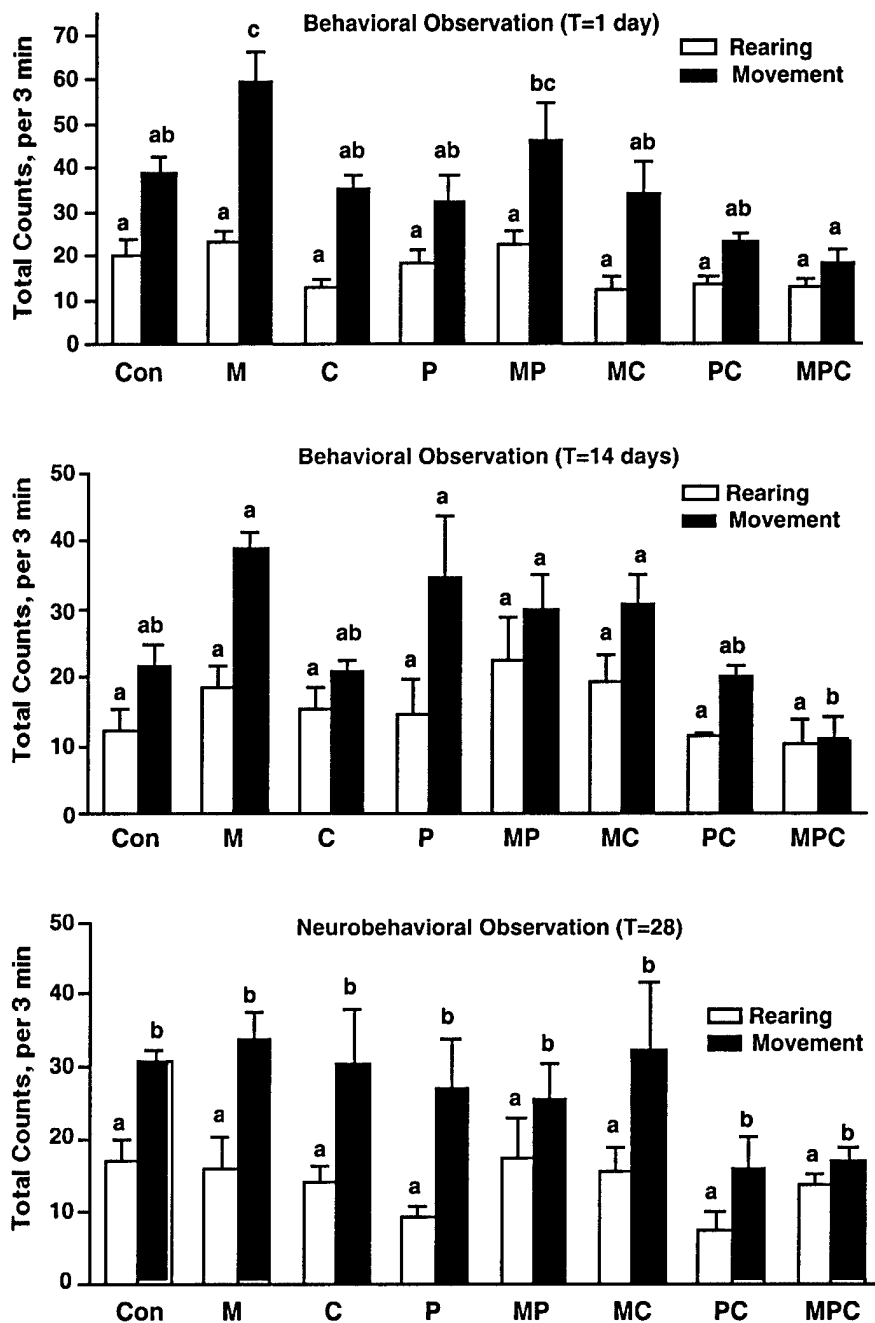 Behavioral Observation (T=1 day)
Rearing
Movement
Total Counts, per 3 min
70
60
50
40
30
20
10
0
a ab a c a ab a ab a bc a ab a ab a a
Con M C P MP MC PC MPC
Behavioral Observation (T=14 days)
Rearing
Movement
Total Counts, per 3 min
50
40
30
20
10
0
a ab a a a ab a a a a a a a ab a b
Con M C P MP MC PC MPC
Neurobehavioral Observation (T=28)
Rearing
Movement
Total Counts, per 3 min
50
40
30
20
10
0
a b a b a b a b a b a b a b a b
Con M C P MP MC PC MPC